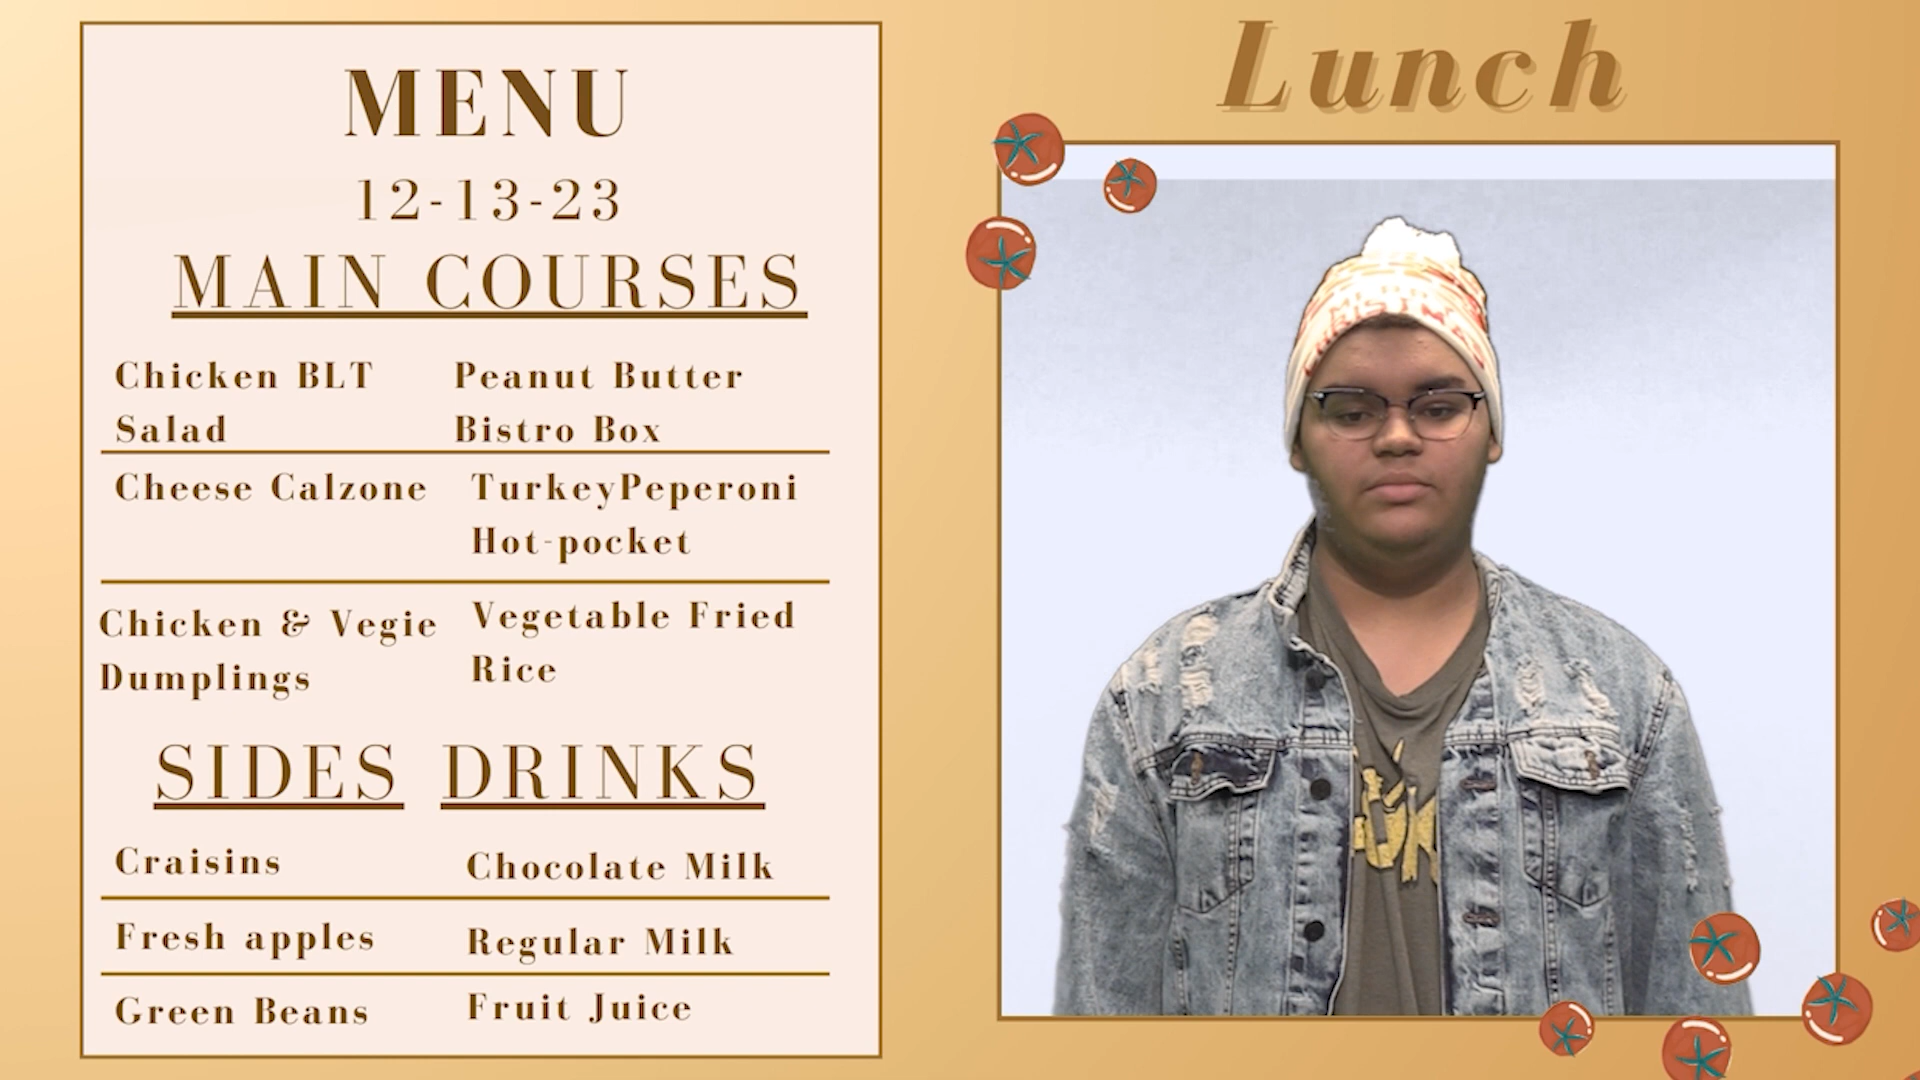 MENU
12-13-23
MAIN COURSES
Chicken BLT
Salad
Peanut Butter
Bistro Box
Cheese Calzone
TurkeyPeperoni
Hot-pocket
Chicken & Vegie
Dumplings
Vegetable Fried
Rice
SIDES
Craisins
Fresh apples
Green Beans
DRINKS
Chocolate Milk
Regular Milk
Fruit Juice
Lunch